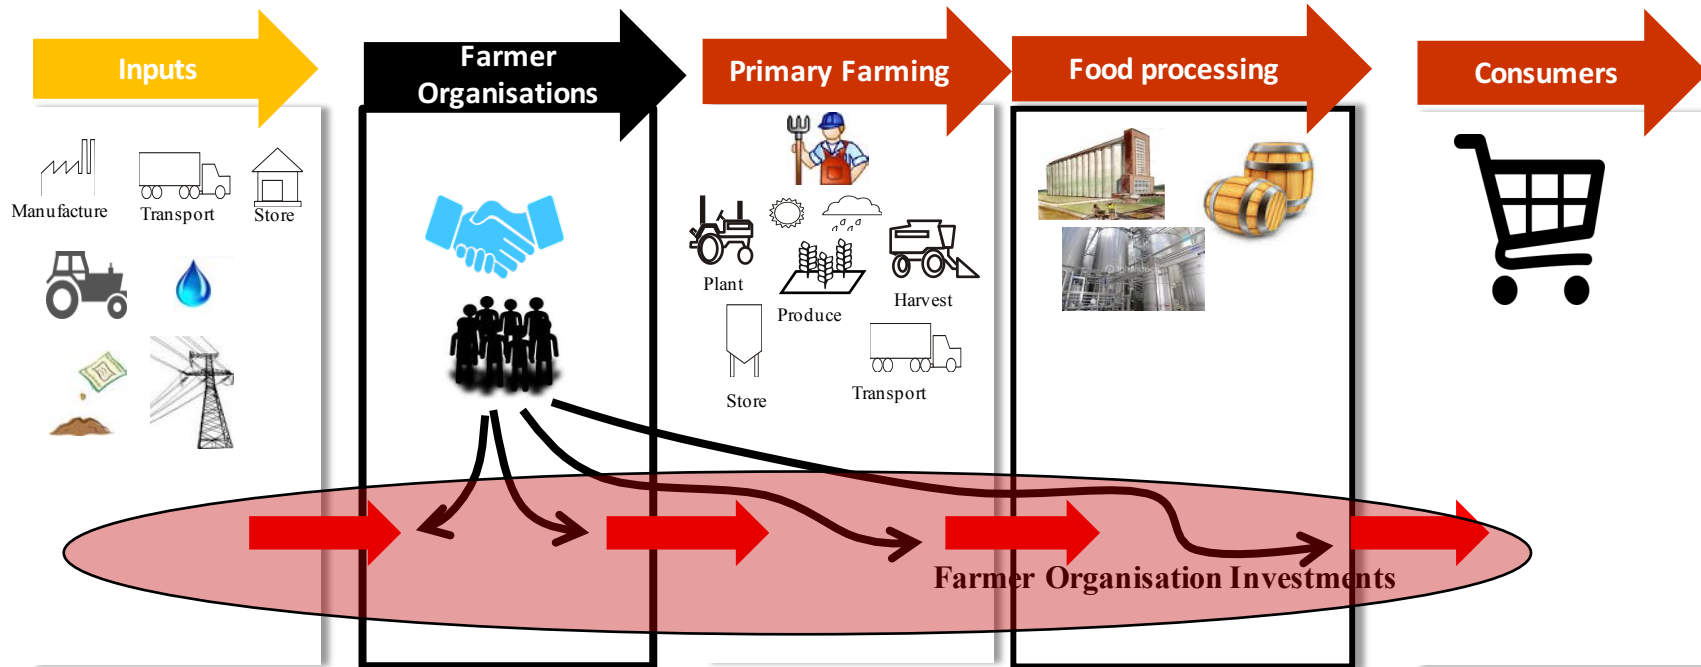 Inputs
Farmer
Organisations
Primary Farming
Food processing
Consumers
Manufacture
Transport
Store
Plant
Produce
Harvest
Store
Transport
Farmer Organisation Investments